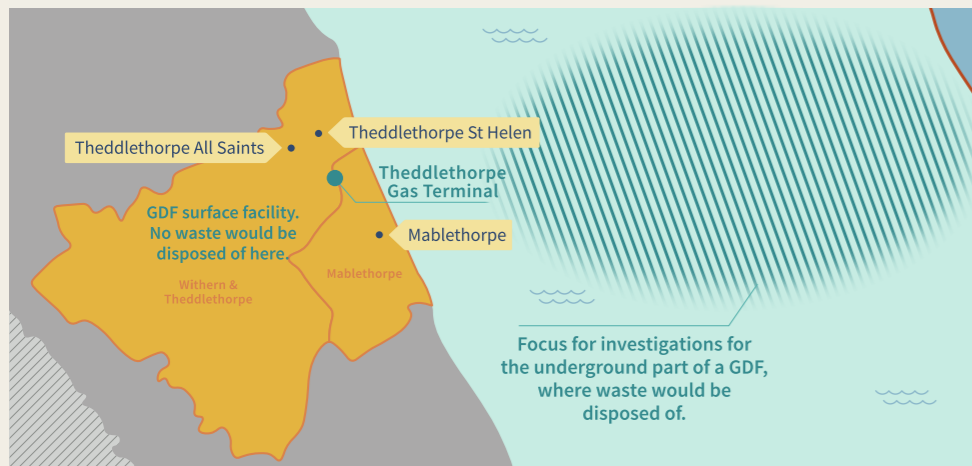 Theddlethorpe St Helen
Theddlethorpe All Saints
Theddlethorpe
Gas Terminal
GDF surface facility.
No waste would be
disposed of here.
Mablethorpe
Mablethorpe
Withern &
Theddlethorpe
Focus for investigations for
the underground part of a GDF,
where waste would be
disposed of.